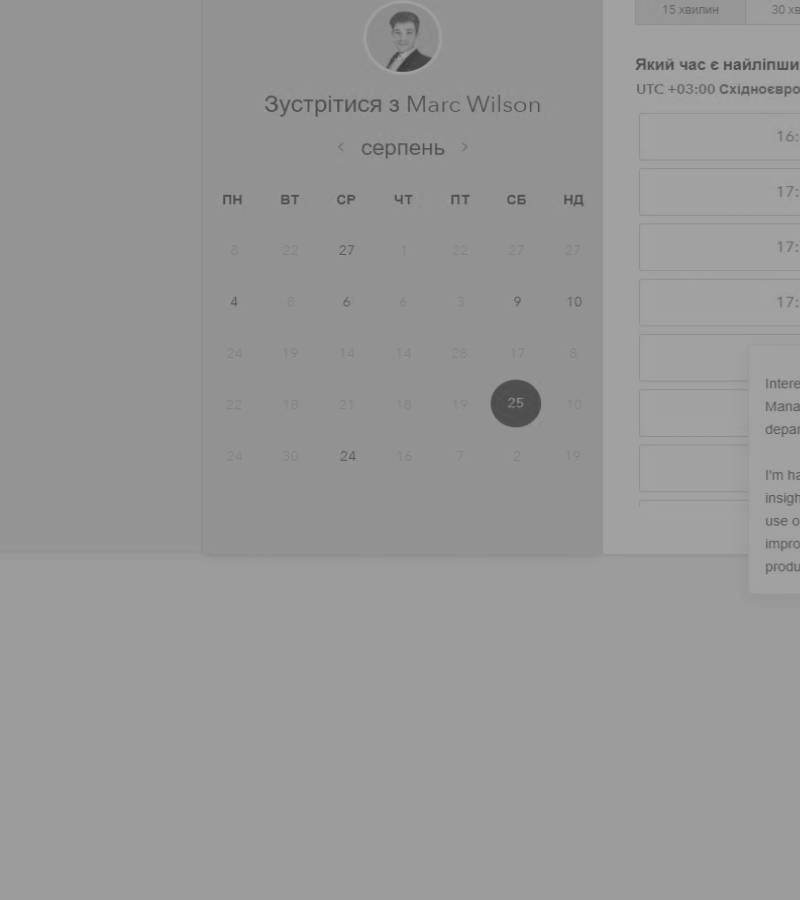 Зустрітися з Marc Wilson
‹ серпень ›
ПН ВТ СР ЧТ ПТ СБ НД
8 22 27 1 22 27 27
4 8 6 6 3 9 10
24 19 14 14 28 17 8
22 18 21 18 19 25 10
24 30 24 16 7 2 19
15 хвилин 30 хв
Який час є найліпши
UTC +03:00 Східноєвро
16:
17:
17:
17:
Intere
Mana
depar
I'm ha
insigh
use o
impro
produ